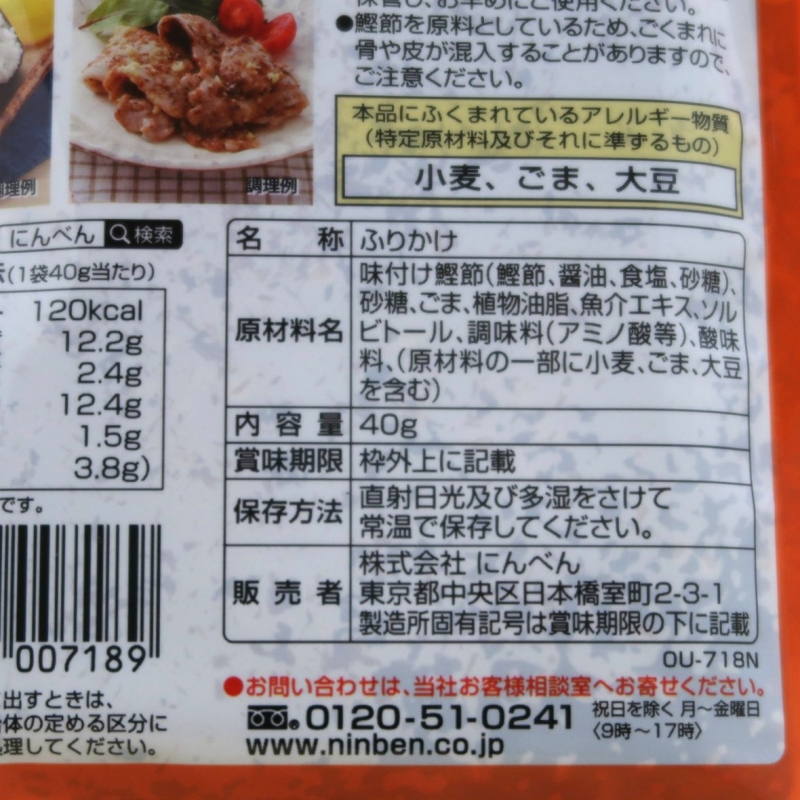 保管し、お早めにご使用ください。
●鰹節を原料としているため、ごくまれに
骨や皮が混入することがありますので、
ご注意ください。
本品にふくまれているアレルギー物質
(特定原材料及びそれに準ずるもの)
小麦、ごま、大豆
調理例
調理例
にんべん 検索
(1袋40g当たり)
120kcal
12.2g
2.4g
12.4g
1.5g
3.8g)
です。
007189
出すときは、
体の定める区分に
処理してください。
名称 ふりかけ
原材料名 味付け鰹節(鰹節、醤油、食塩、砂糖)、
砂糖、ごま、植物油脂、魚介エキス、ソル
ビトール、調味料(アミノ酸等)、酸味
料、(原材料の一部に小麦、ごま、大豆
を含む)
内容量 40g
賞味期限 枠外上に記載
保存方法 直射日光及び多湿をさけて
常温で保存してください。
販売者 株式会社 にんべん
東京都中央区日本橋室町2-3-1
製造所固有記号は賞味期限の下に記載
OU-718N
●お問い合わせは、当社お客様相談室へお寄せください。
0120-51-0241 祝日を除く 月〜金曜日
〈9時〜17時〉
www.ninben.co.jp